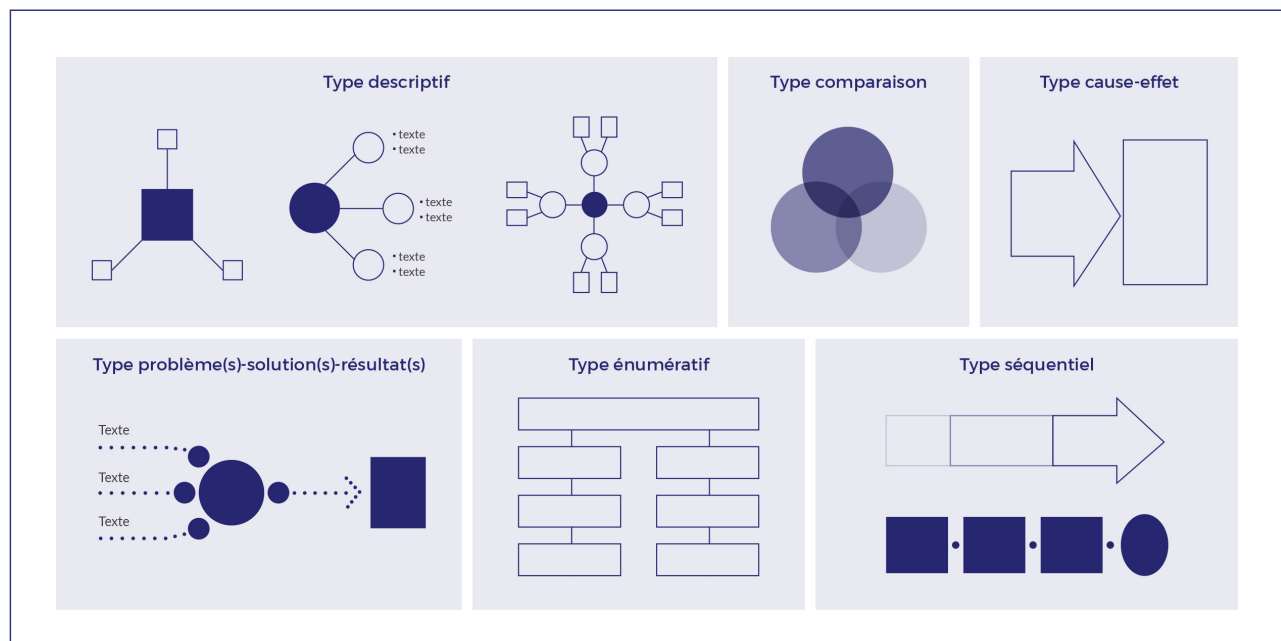 Type descriptif
• texte
• texte
• texte
• texte
• texte
• texte
Type comparaison
Type cause-effet
Type problème(s)-solution(s)-résultat(s)
Texte
Texte
Texte
Type énumératif
Type séquentiel